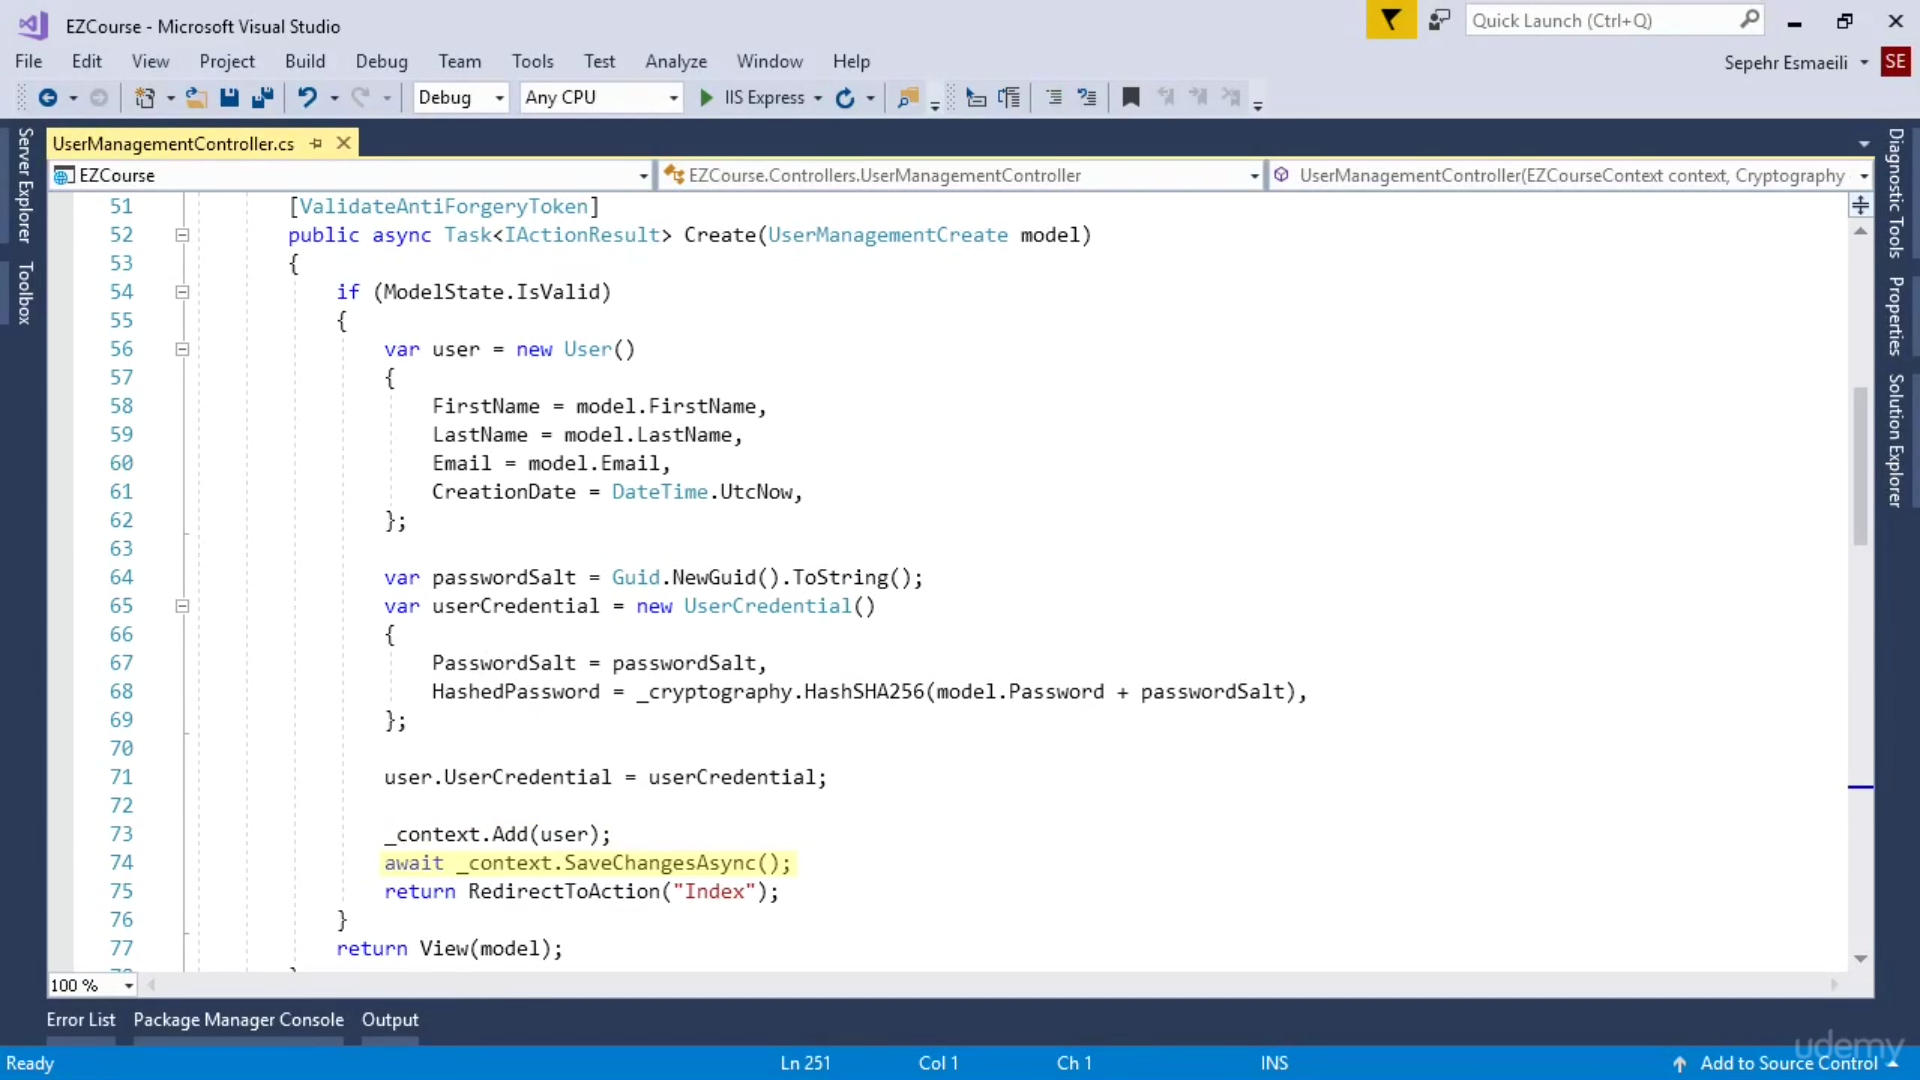 EZCourse - Microsoft Visual Studio
Quick Launch (Ctrl+Q)
File Edit View Project Build Debug Team Tools Test Analyze Window Help
Sepehr Esmaeili SE
Debug Any CPU IIS Express
Server Explorer
Toolbox
UserManagementController.cs
EZCourse EZCourse.Controllers.UserManagementController UserManagementController(EZCourseContext context, Cryptography
51 [ValidateAntiForgeryToken]
52 public async Task<IActionResult> Create(UserManagementCreate model)
53 {
54 if (ModelState.IsValid)
55 {
56 var user = new User()
57 {
58 FirstName = model.FirstName,
59 LastName = model.LastName,
60 Email = model.Email,
61 CreationDate = DateTime.UtcNow,
62 };
63
64 var passwordSalt = Guid.NewGuid().ToString();
65 var userCredential = new UserCredential()
66 {
67 PasswordSalt = passwordSalt,
68 HashedPassword = _cryptography.HashSHA256(model.Password + passwordSalt),
69 };
70
71 user.UserCredential = userCredential;
72
73 _context.Add(user);
74 await _context.SaveChangesAsync();
75 return RedirectToAction("Index");
76 }
77 return View(model);
Diagnostic Tools
Properties
Solution Explorer
100 %
Error List Package Manager Console Output
Ready Ln 251 Col 1 Ch 1 INS Add to Source Control
udemy